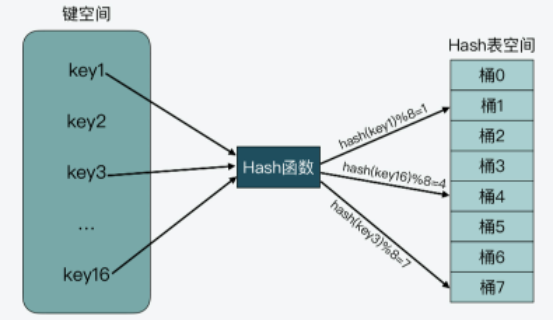 键空间
key1
key2
key3
...
key16
Hash函数
hash(key1)%8=1
hash(key16)%8=4
hash(key3)%8=7
Hash表空间
桶0
桶1
桶2
桶3
桶4
桶5
桶6
桶7